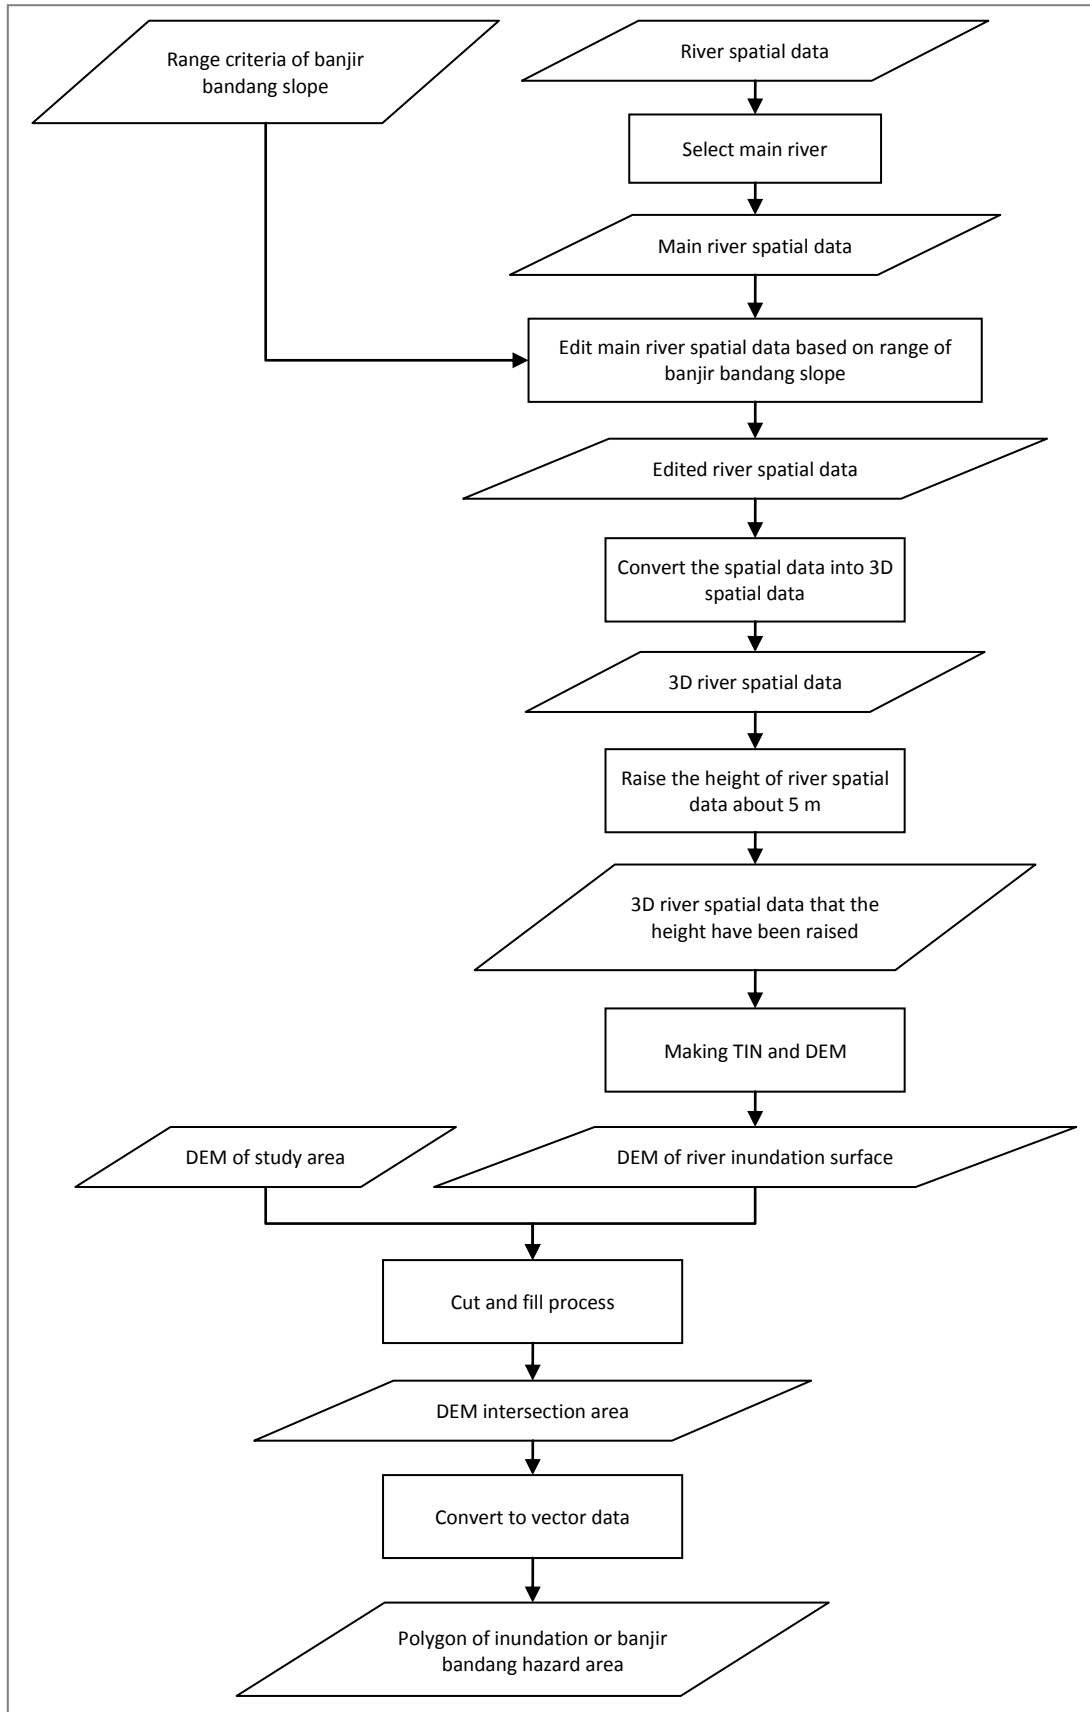 Range criteria of banjir
bandang slope
River spatial data
Select main river
Main river spatial data
Edit main river spatial data based on range of
banjir bandang slope
Edited river spatial data
Convert the spatial data into 3D
spatial data
3D river spatial data
Raise the height of river spatial
data about 5 m
3D river spatial data that the
height have been raised
Making TIN and DEM
DEM of study area
DEM of river inundation surface
Cut and fill process
DEM intersection area
Convert to vector data
Polygon of inundation or banjir
bandang hazard area